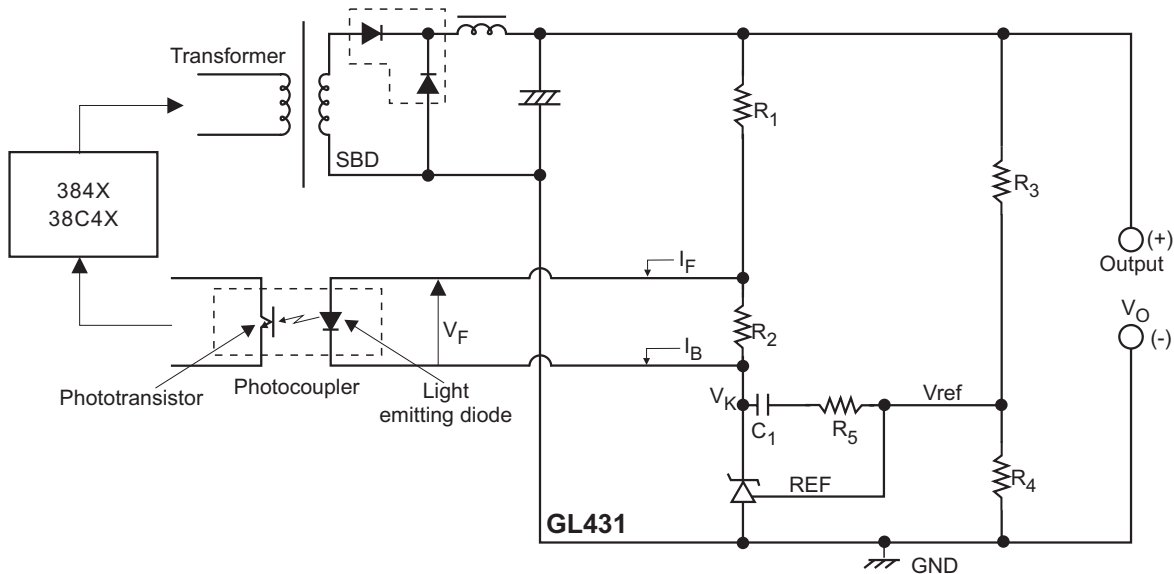 Transformer
SBD
384X
38C4X
R1
R3
(+)
Output
IF
VF
R2
VO
(-)
IB
Phototransistor
Photocoupler
Light
emitting diode
VK
C1
R5
Vref
R4
REF
GL431
GND